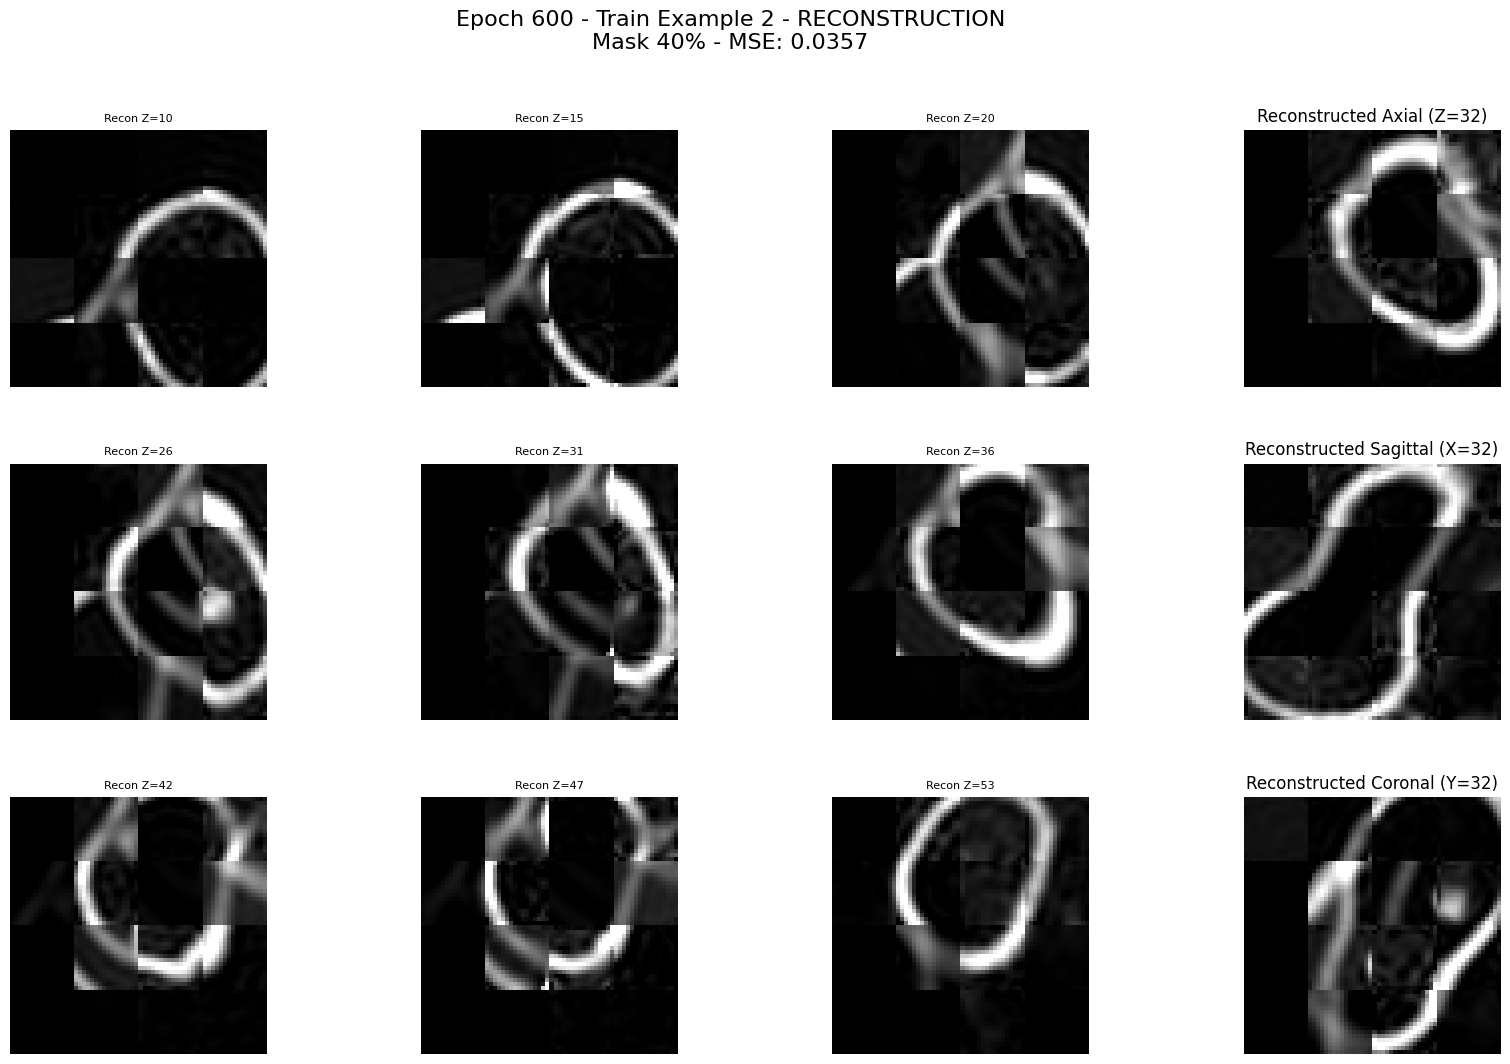 Epoch 600 - Train Example 2 - RECONSTRUCTION
Mask 40% - MSE: 0.0357
Recon Z=10
Recon Z=15
Recon Z=20
Reconstructed Axial (Z=32)
Recon Z=26
Recon Z=31
Recon Z=36
Reconstructed Sagittal (X=32)
Recon Z=42
Recon Z=47
Recon Z=53
Reconstructed Coronal (Y=32)